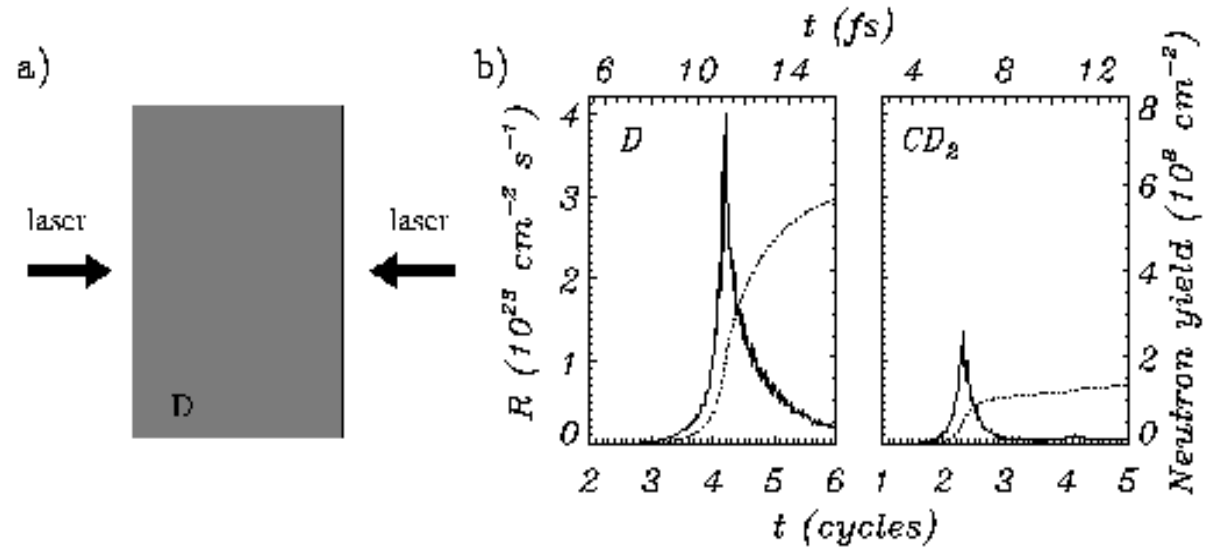 a)
laser
laser
D
b)
t (fs)
6 10 14
4 8 12
R (10²³ cm⁻² s⁻¹)
4
3
2
1
0
D
CD₂
8
6
4
2
0
Neutron yield (10⁸ cm⁻²)
2 3 4 5 6
1 2 3 4 5
t (cycles)